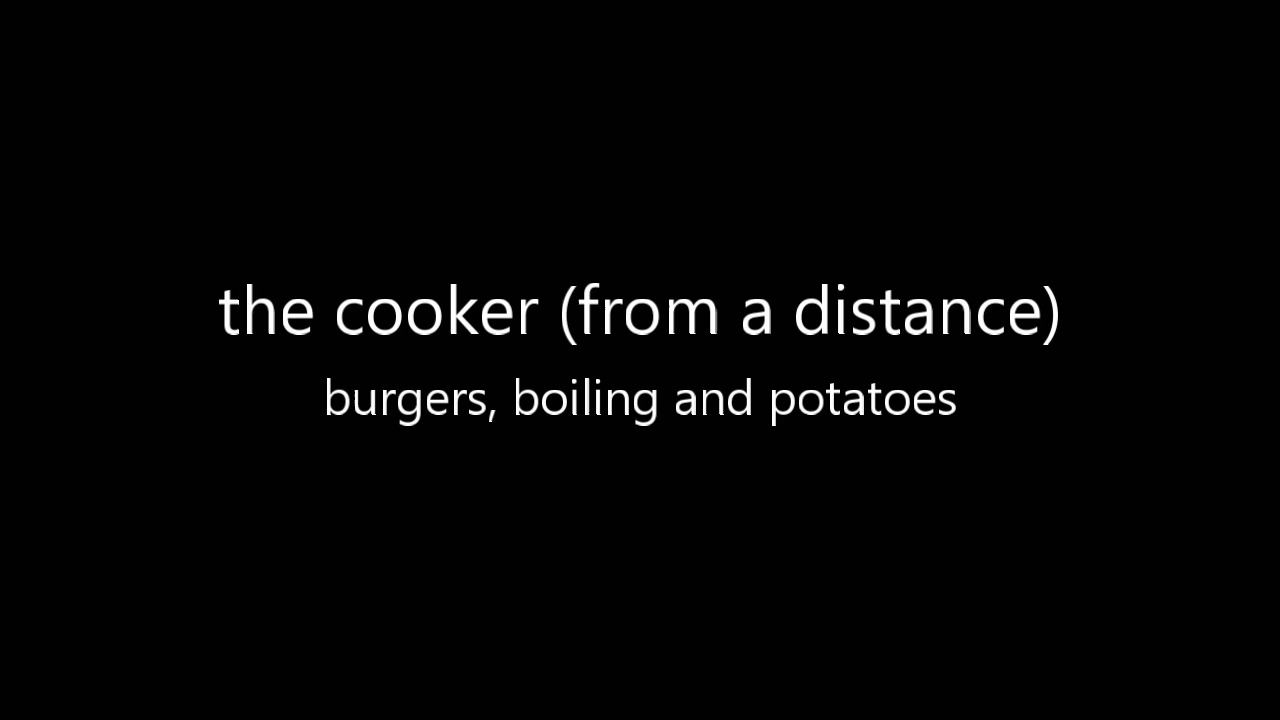 the cooker (from a distance)
burgers, boiling and potatoes